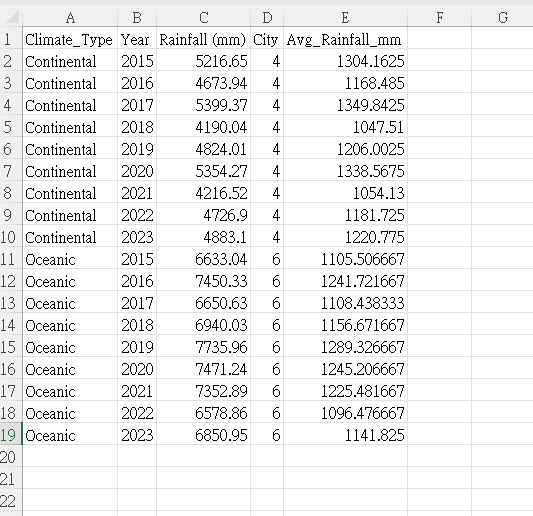 A B C D E F G
1 Climate_Type Year Rainfall (mm) City Avg_Rainfall_mm
2 Continental 2015 5216.65 4 1304.1625
3 Continental 2016 4673.94 4 1168.485
4 Continental 2017 5399.37 4 1349.8425
5 Continental 2018 4190.04 4 1047.51
6 Continental 2019 4824.01 4 1206.0025
7 Continental 2020 5354.27 4 1338.5675
8 Continental 2021 4216.52 4 1054.13
9 Continental 2022 4726.9 4 1181.725
10 Continental 2023 4883.1 4 1220.775
11 Oceanic 2015 6633.04 6 1105.506667
12 Oceanic 2016 7450.33 6 1241.721667
13 Oceanic 2017 6650.63 6 1108.438333
14 Oceanic 2018 6940.03 6 1156.671667
15 Oceanic 2019 7735.96 6 1289.326667
16 Oceanic 2020 7471.24 6 1245.206667
17 Oceanic 2021 7352.89 6 1225.481667
18 Oceanic 2022 6578.86 6 1096.476667
19 Oceanic 2023 6850.95 6 1141.825
20
21
22